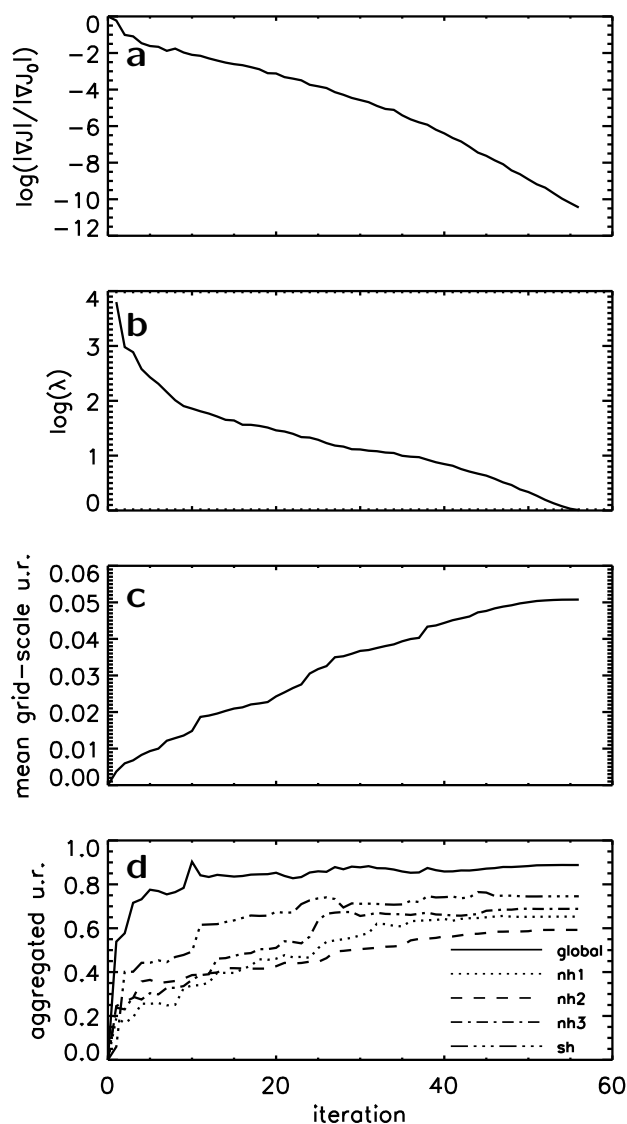 0
−2
−4
−6
−8
−10
−12
log(|∇J|/|∇J₀|)
a
4
3
2
1
0
log(λ)
b
0.06
0.05
0.04
0.03
0.02
0.01
0.00
mean grid−scale u.r.
c
1.0
0.8
0.6
0.4
0.2
0.0
aggregated u.r.
d
global
nh1
nh2
nh3
sh
0 20 40 60
iteration